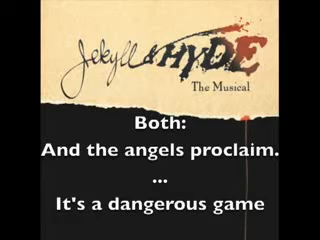 Jekyll & HYDE
The Musical
Both:
And the angels proclaim.
...
It's a dangerous game